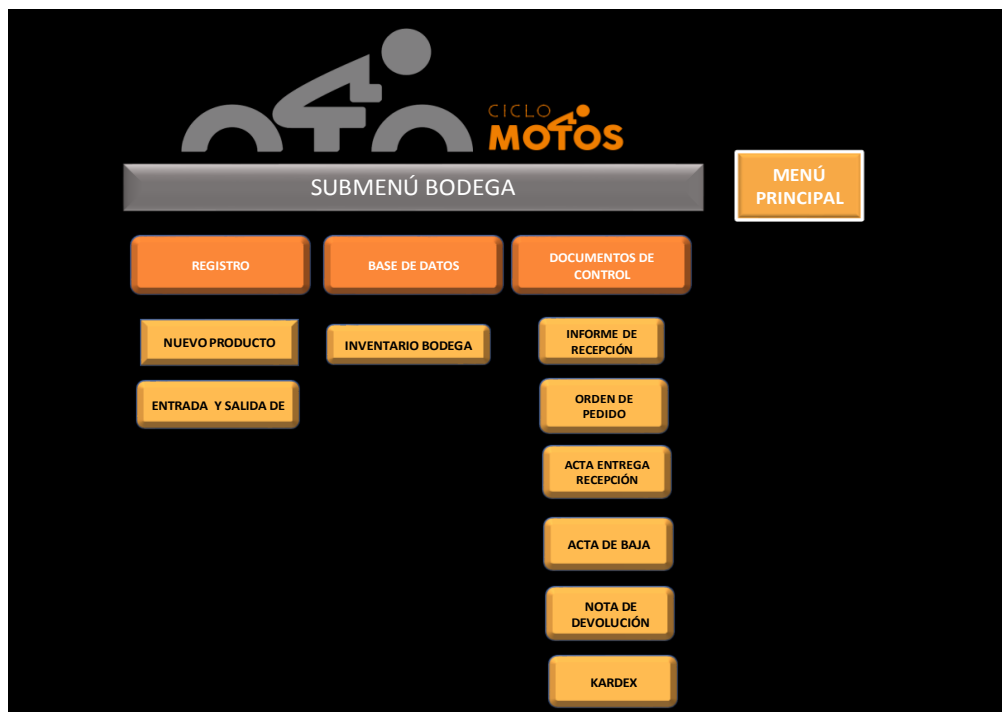 CICLO
MOTOS
SUBMENÚ BODEGA
MENÚ
PRINCIPAL
REGISTRO
BASE DE DATOS
DOCUMENTOS DE
CONTROL
NUEVO PRODUCTO
ENTRADA Y SALIDA DE
INVENTARIO BODEGA
INFORME DE
RECEPCIÓN
ORDEN DE
PEDIDO
ACTA ENTREGA
RECEPCIÓN
ACTA DE BAJA
NOTA DE
DEVOLUCIÓN
KARDEX